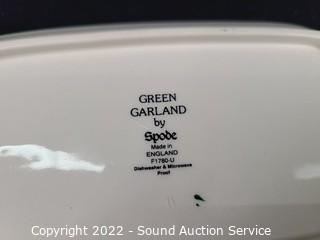 GREEN
GARLAND
by
Spode
Made in
ENGLAND
F1780-U
Dishwasher & Microwave
Proof
Copyright 2022 - Sound Auction Service